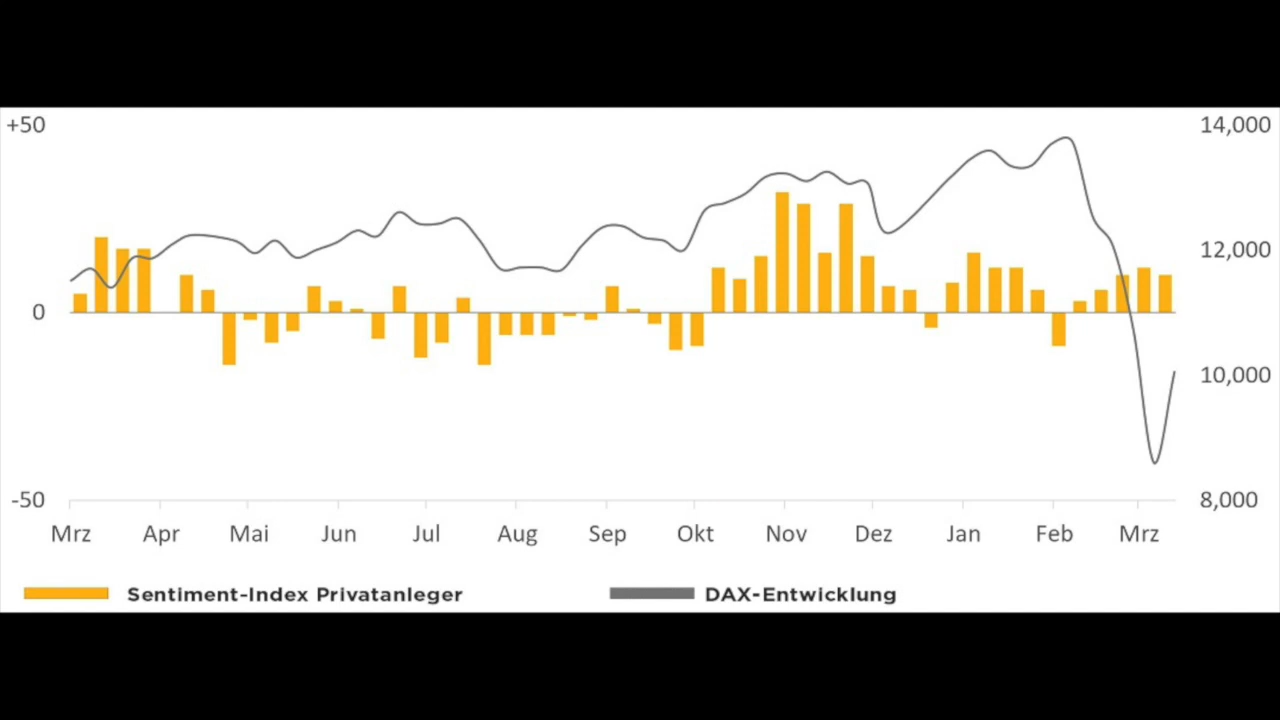 +50 14,000
0 12,000
10,000
-50 8,000
Mrz Apr Mai Jun Jul Aug Sep Okt Nov Dez Jan Feb Mrz
Sentiment-Index Privatanleger DAX-Entwicklung